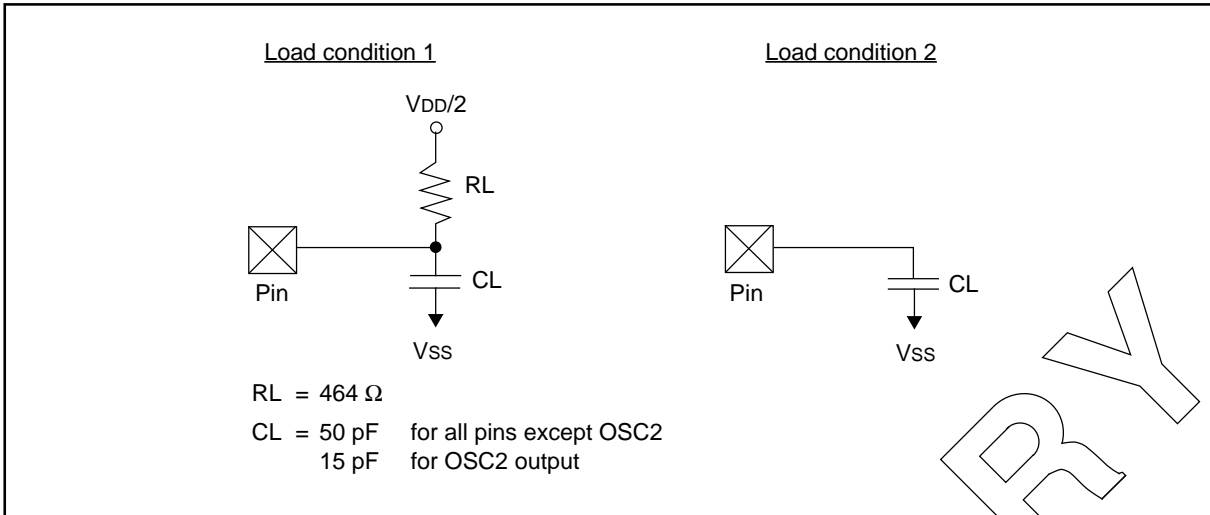 Load condition 1
Load condition 2
VDD/2
RL
Pin
CL
VSS
Pin
CL
VSS
RL = 464 Ω
CL = 50 pF for all pins except OSC2
15 pF for OSC2 output
R Y